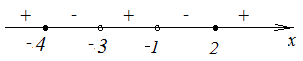 + - + - +
-4 -3 -1 2 x